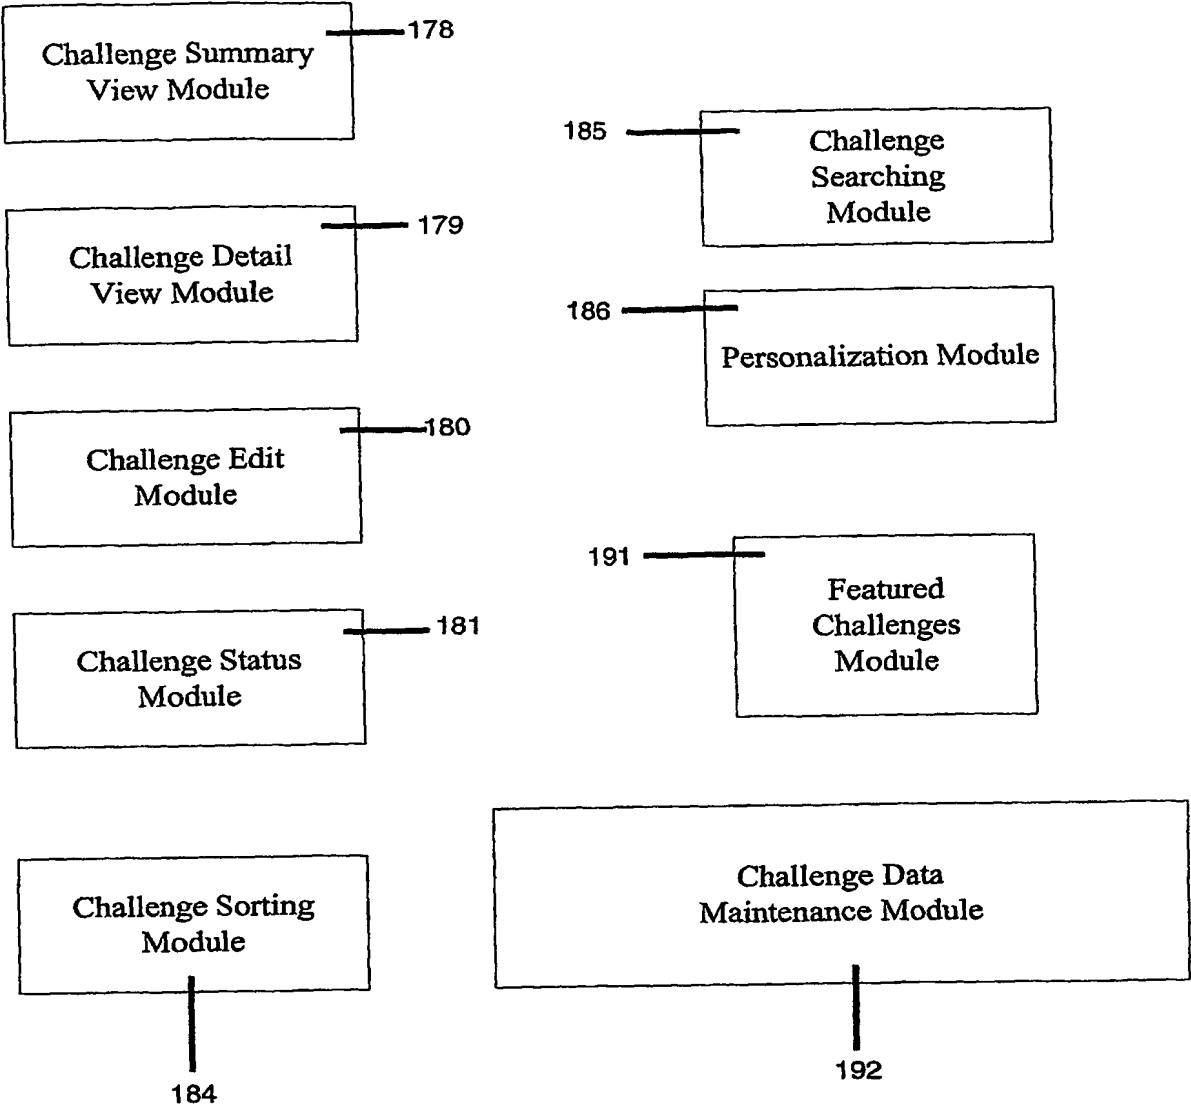 Challenge Summary
View Module
178
Challenge Detail
View Module
179
Challenge Edit
Module
180
Challenge Status
Module
181
Challenge Sorting
Module
184
185
Challenge
Searching
Module
186
Personalization Module
191
Featured
Challenges
Module
Challenge Data
Maintenance Module
192